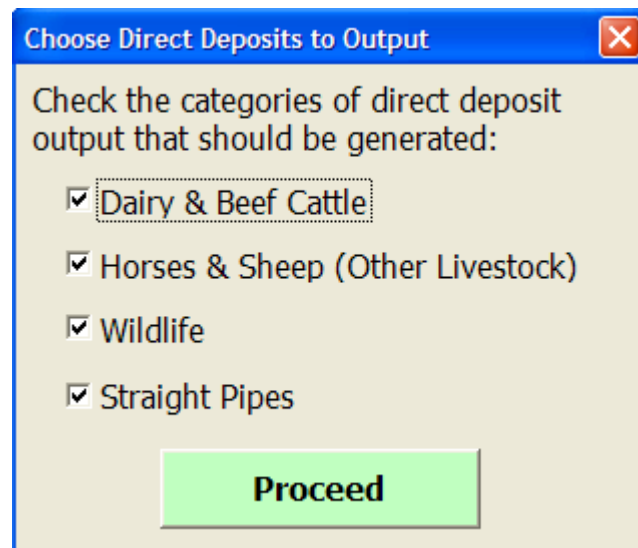 Choose Direct Deposits to Output
Check the categories of direct deposit
output that should be generated:
Dairy & Beef Cattle
Horses & Sheep (Other Livestock)
Wildlife
Straight Pipes
Proceed